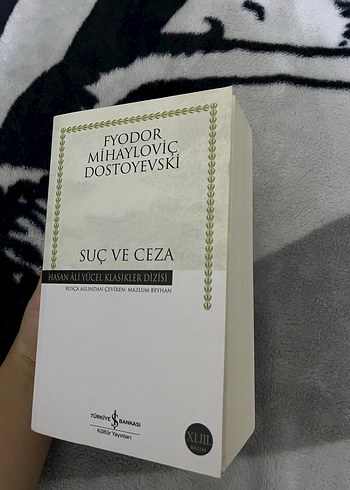 FYODOR
MİHAYLOVİÇ
DOSTOYEVSKİ
SUÇ VE CEZA
HASAN ÂLİ YÜCEL KLASİKLER DİZİSİ
RUSÇA ASLINDAN ÇEVİREN: MAZLUM BEYHAN
TÜRKİYE İŞ BANKASI
Kültür Yayınları
XLIII.
BASIM